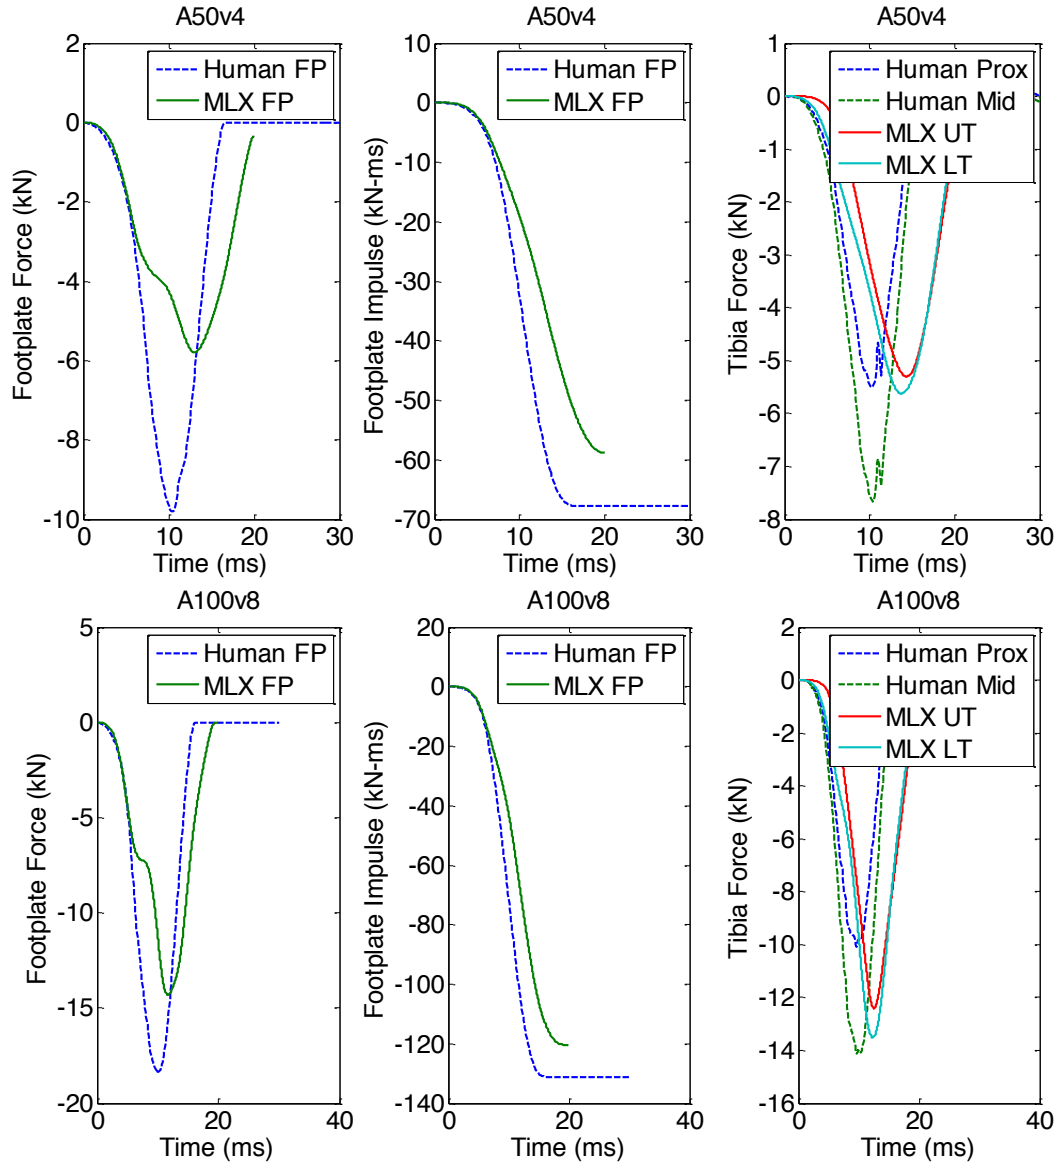 A50v4
A50v4
A50v4
2
0
-2
-4
-6
-8
-10
0
10
20
30
Footplate Force (kN)
Time (ms)
Human FP
MLX FP
10
0
-10
-20
-30
-40
-50
-60
-70
0
10
20
30
Footplate Impulse (kN-ms)
Time (ms)
Human FP
MLX FP
1
0
-1
-2
-3
-4
-5
-6
-7
-8
0
10
20
30
Tibia Force (kN)
Time (ms)
Human Prox
Human Mid
MLX UT
MLX LT
A100v8
A100v8
A100v8
5
0
-5
-10
-15
-20
0
10
20
30
40
Footplate Force (kN)
Time (ms)
Human FP
MLX FP
20
0
-20
-40
-60
-80
-100
-120
-140
0
20
40
Footplate Impulse (kN-ms)
Time (ms)
Human FP
MLX FP
2
0
-2
-4
-6
-8
-10
-12
-14
-16
0
10
20
30
40
Tibia Force (kN)
Time (ms)
Human Prox
Human Mid
MLX UT
MLX LT